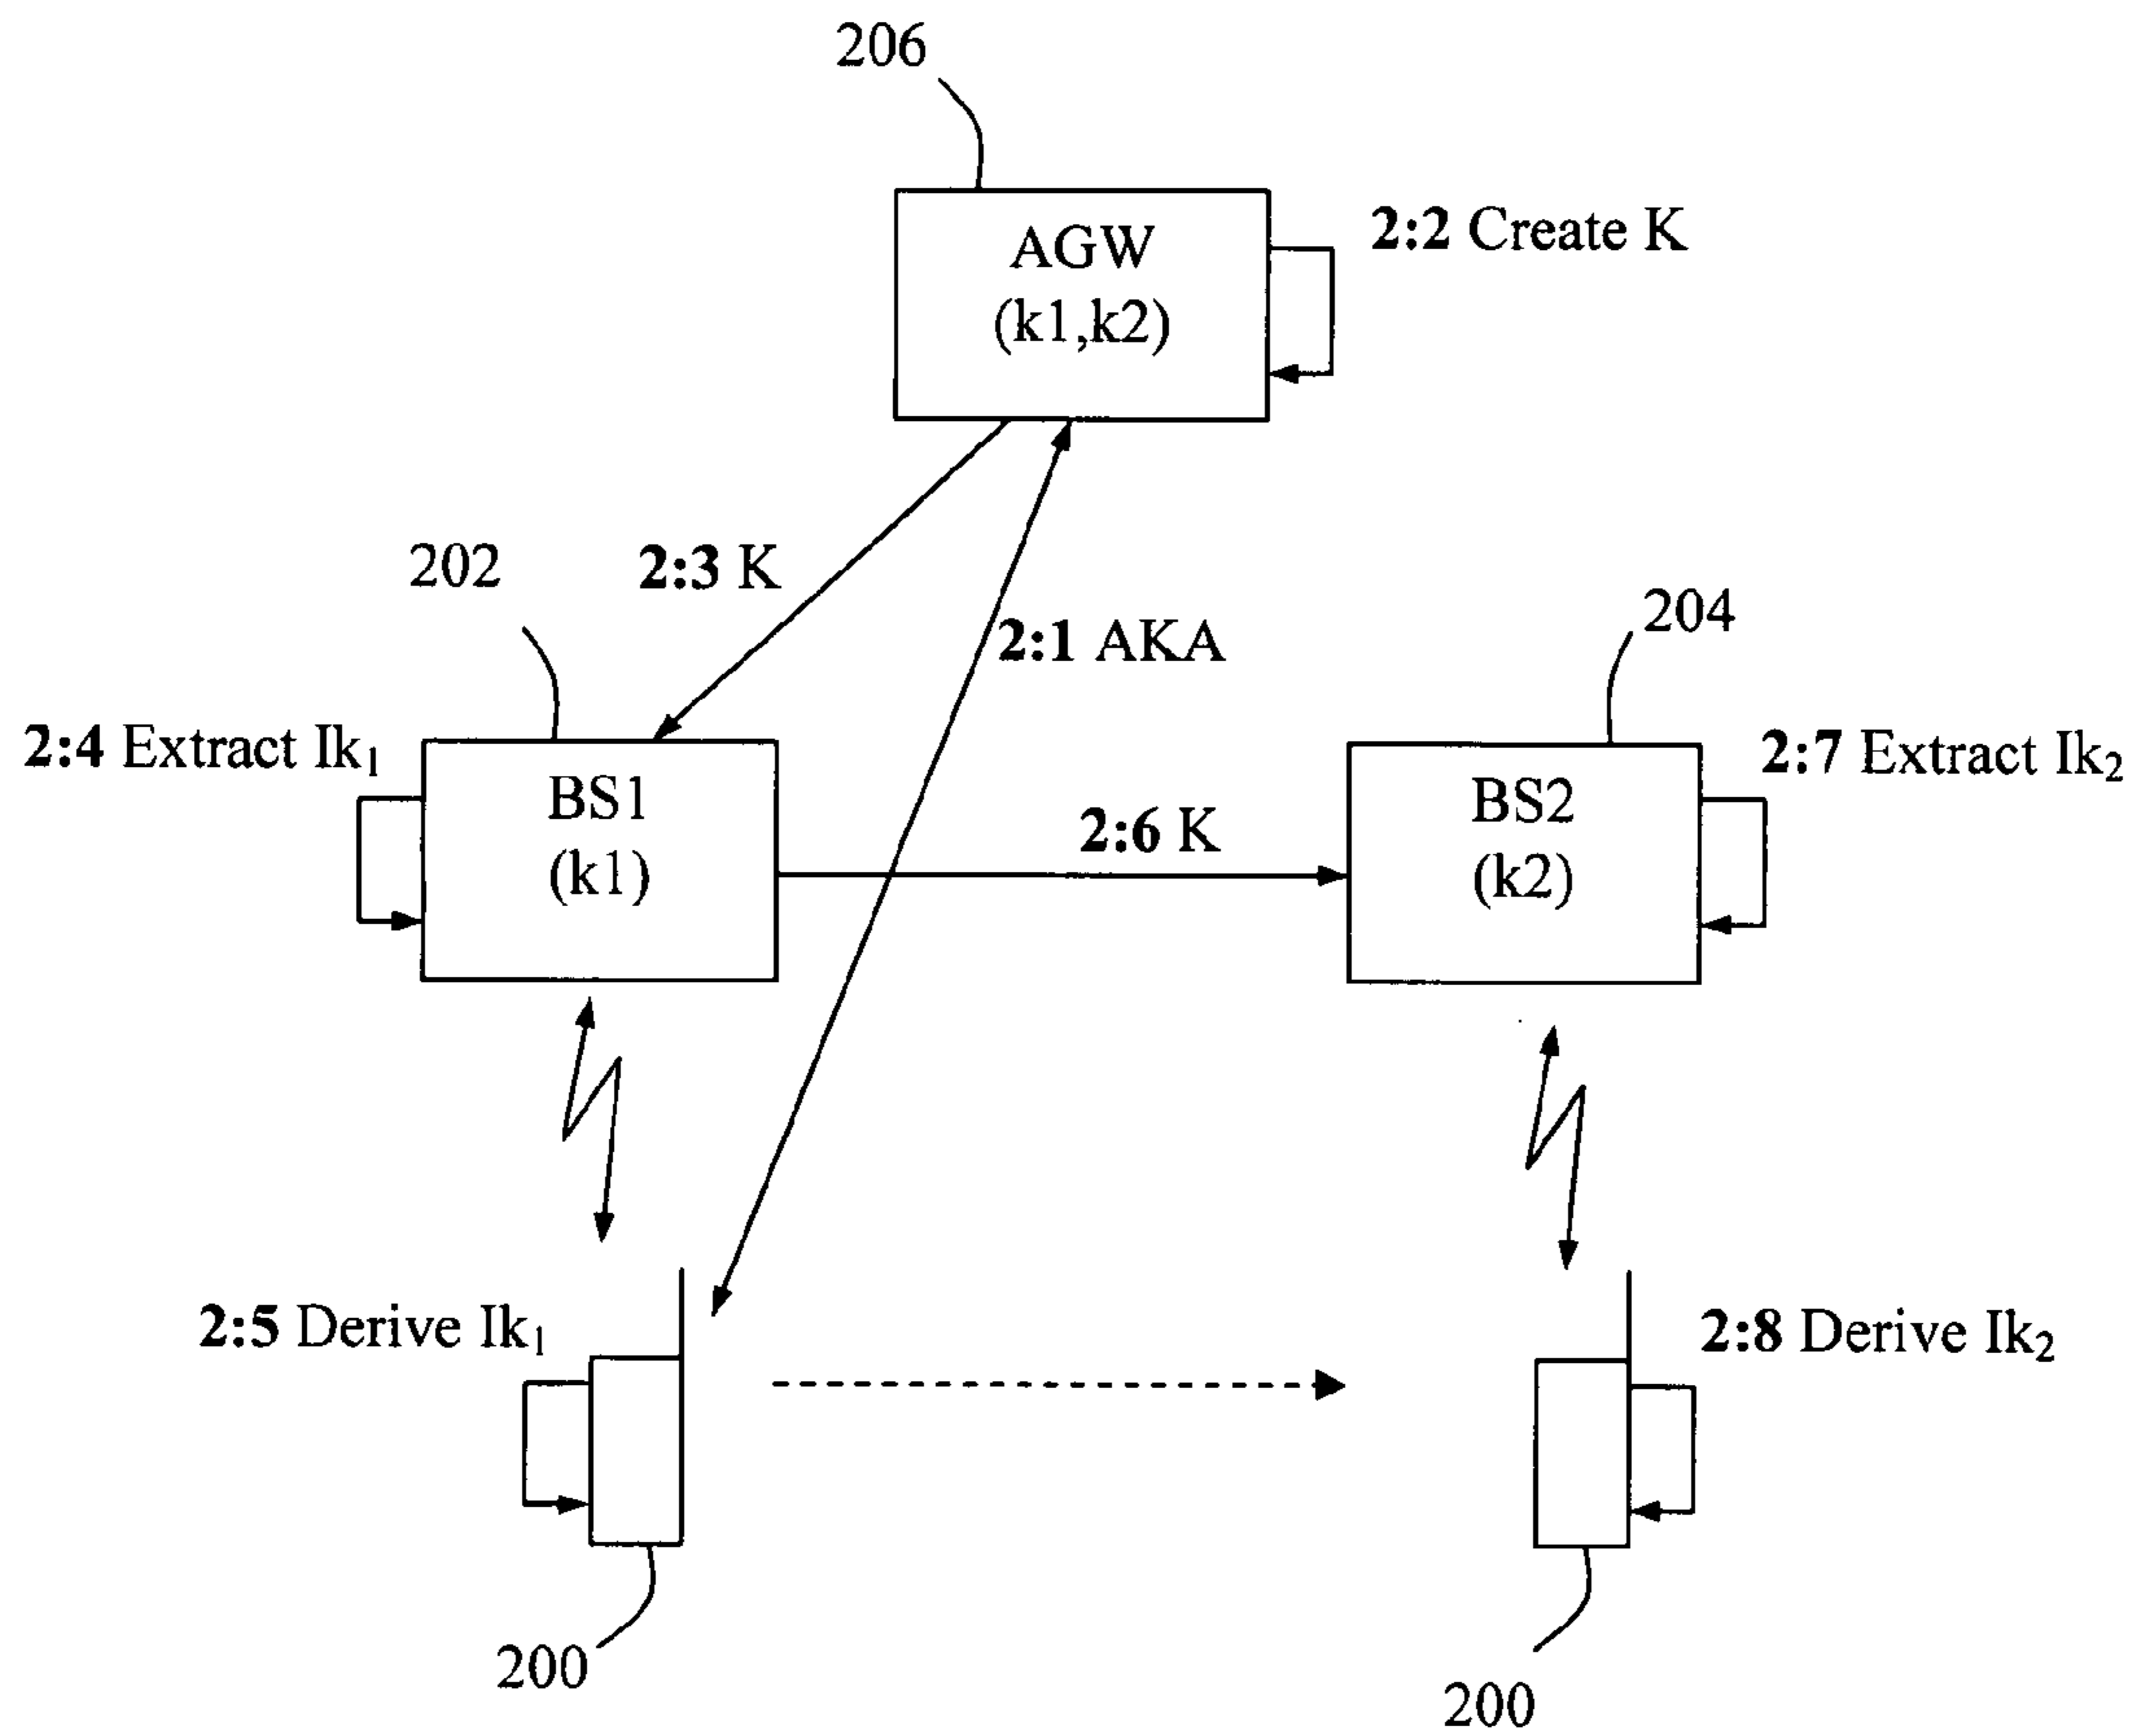 206
AGW
(k1,k2)
2:2 Create K
202
2:3 K
2:1 AKA
204
2:4 Extract Ik₁
BS1
(k1)
2:6 K
BS2
(k2)
2:7 Extract Ik₂
2:5 Derive Ik₁
2:8 Derive Ik₂
200
200